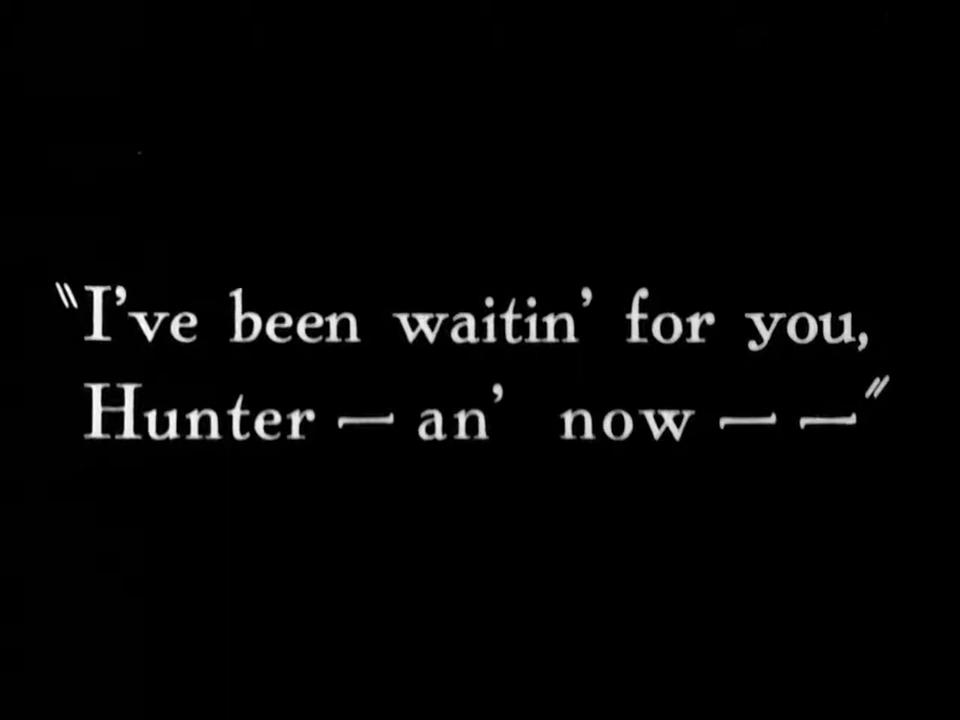 "I've been waitin' for you,
Hunter — an' now — —"